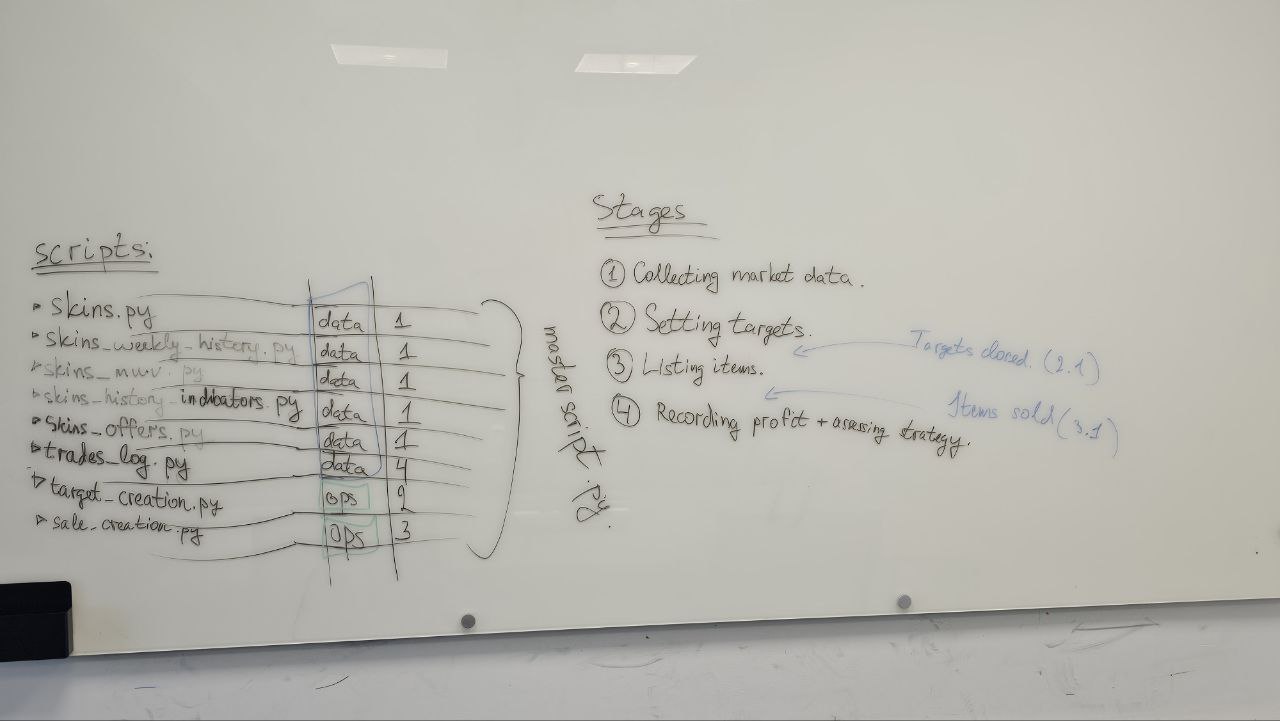 scripts:
skins.py data 1
skins_weekly_history.py data 1
skins_mwv.py data 1
skins_history_indicators.py data 1
skins_offers.py data 1
trades_log.py data 4
target_creation.py ops 2
sale_creation.py ops 3
master script.py.
Stages
1 Collecting market data.
2 Setting targets.
3 Listing items.
4 Recording profit + assessing strategy.
Targets closed. (2.1)
Items sold (3.1)